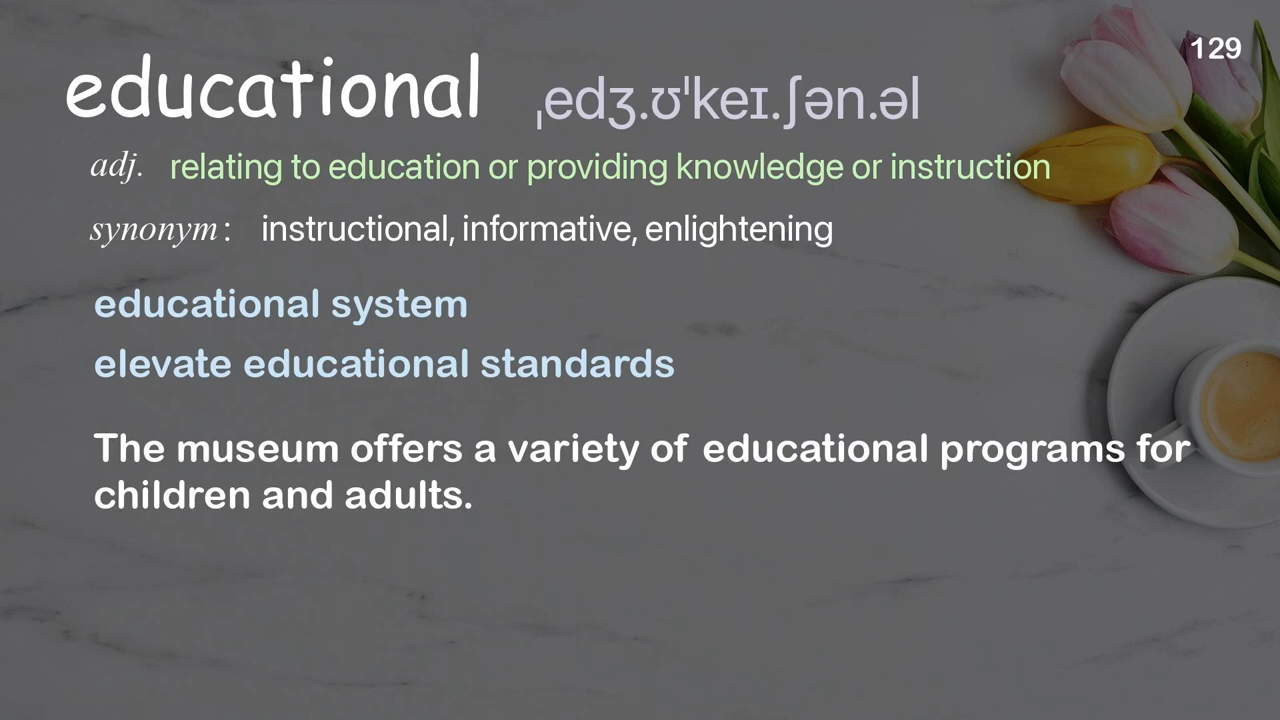 129
educational ˌedʒ.ʊˈkeɪ.ʃən.əl
adj. relating to education or providing knowledge or instruction
synonym: instructional, informative, enlightening
educational system
elevate educational standards
The museum offers a variety of educational programs for
children and adults.